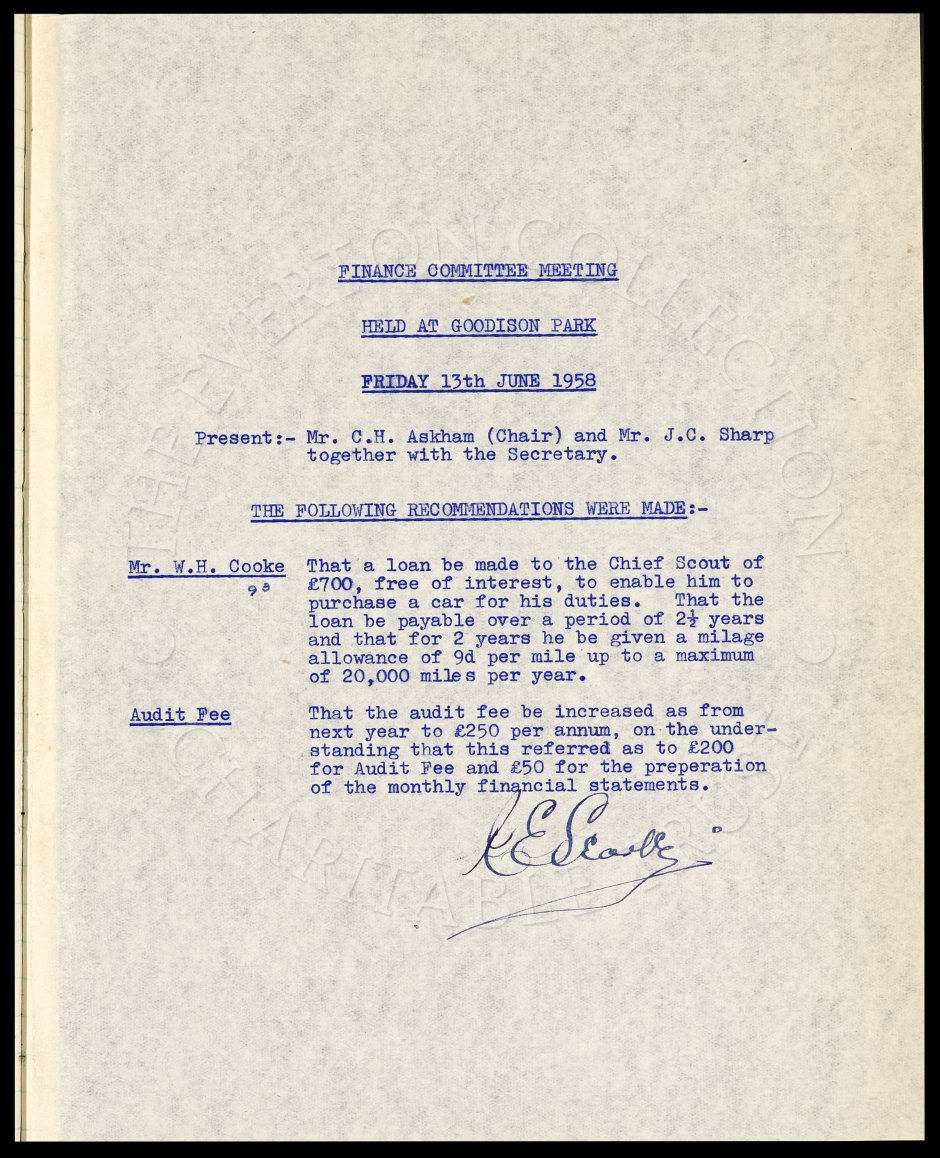 FINANCE COMMITTEE MEETING
HELD AT GOODISON PARK
FRIDAY 13th JUNE 1958
Present:- Mr. C.H. Askham (Chair) and Mr. J.C. Sharp
together with the Secretary.
THE FOLLOWING RECOMMENDATIONS WERE MADE:-
Mr. W.H. Cooke That a loan be made to the Chief Scout of
£700, free of interest, to enable him to
purchase a car for his duties. That the
loan be payable over a period of 2½ years
and that for 2 years he be given a milage
allowance of 9d per mile up to a maximum
of 20,000 miles per year.
Audit Fee That the audit fee be increased as from
next year to £250 per annum, on the under-
standing that this referred as to £200
for Audit Fee and £50 for the preperation
of the monthly financial statements.
THE EVERTON COLLECTION
CHARITABLE